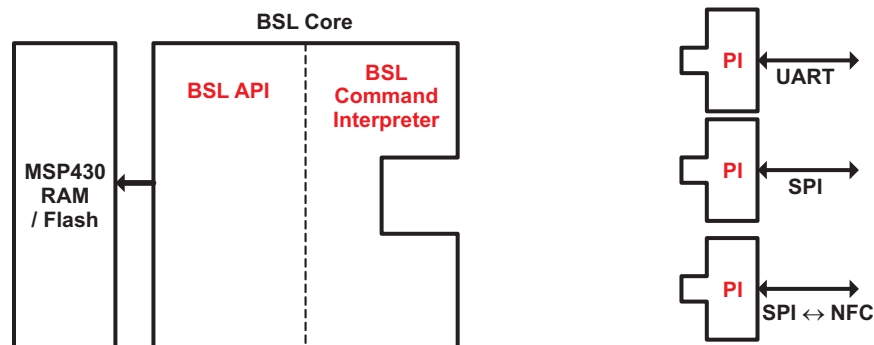 BSL Core
BSL API
BSL
Command
Interpreter
MSP430
RAM
/ Flash
PI
UART
PI
SPI
PI
SPI ↔ NFC